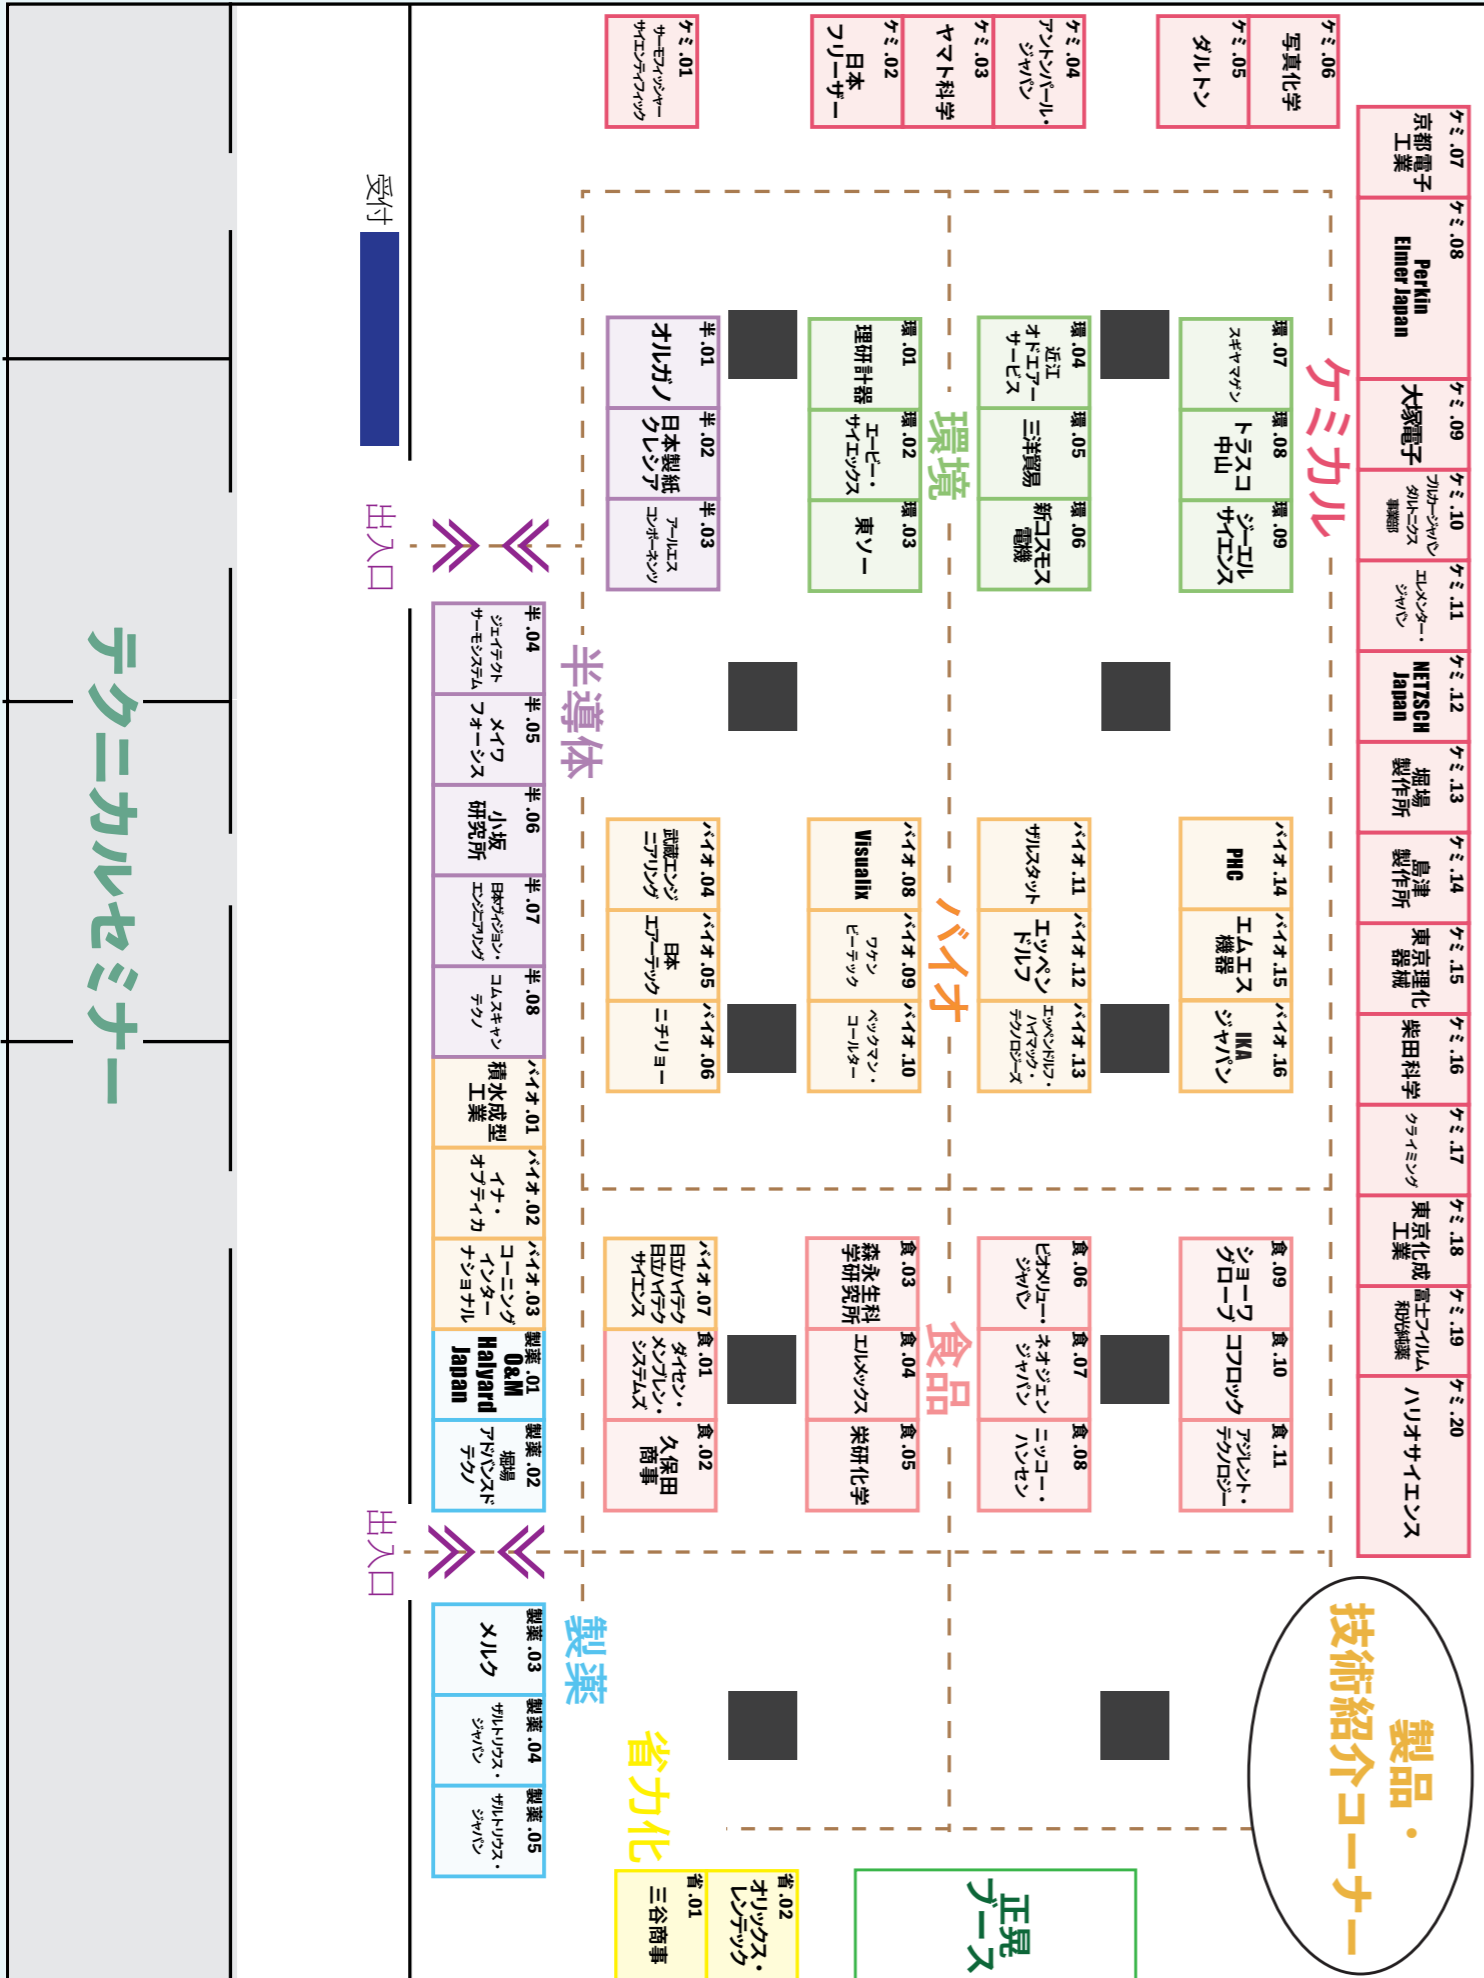 ケミ.01
サーモフィッシャー
サイエンティフィック
ケミ.02
日本
フリーザー
ケミ.03
ヤマト科学
ケミ.04
アントンパール・
ジャパン
ケミ.05
ダルトン
ケミ.06
写真化学
ケミ.07
京都電子
工業
ケミ.08
Perkin
Elmer Japan
ケミ.09
大塚電子
ケミ.10
ブルカージャパン
ダルトニクス
事業部
ケミ.11
エレメンター・
ジャパン
ケミ.12
NETZSCH
Japan
ケミ.13
堀場
製作所
ケミ.14
島津
製作所
ケミ.15
東京理化
器械
ケミ.16
柴田科学
ケミ.17
クライミング
ケミ.18
東京化成
工業
ケミ.19
富士フイルム
和光純薬
ケミ.20
ハリオサイエンス
ケミカル
環.07
スギヤマゲン
環.08
トラスコ
中山
環.09
ジーエル
サイエンス
環.04
近江
オドエアー
サービス
環.05
三洋貿易
環.06
新コスモス
電機
環境
環.01
理研計器
環.02
エービー・
サイエックス
環.03
東ソー
半.01
オルガノ
半.02
日本製紙
クレシア
半.03
アールエス
コンポーネンツ
半導体
半.04
ジェイテクト
サーモシステム
半.05
メイワ
フォーシス
半.06
小坂
研究所
半.07
日本ヴィジョン・
エンジニアリング
半.08
コムスキャン
テクノ
バイオ.14
PHC
バイオ.15
エムエス
機器
バイオ.16
IKA
ジャパン
バイオ.11
ザルスタット
バイオ.12
エッペン
ドルフ
バイオ.13
エッペンドルフ・
ハイマック・
テクノロジーズ
バイオ
バイオ.08
Visualix
バイオ.09
ワケン
ビーテック
バイオ.10
ベックマン・
コールター
バイオ.04
武蔵エンジ
ニアリング
バイオ.05
日本
エアーテック
バイオ.06
ニチリョー
バイオ.01
積水成型
工業
バイオ.02
イナ・
オプティカ
バイオ.03
コーニング
インター
ナショナル
食.09
ショーワ
グローブ
食.10
コフロック
食.11
アジレント・
テクノロジー
食.06
ビオメリュー・
ジャパン
食.07
ネオジェン
ジャパン
食.08
ニッコー・
ハンセン
食品
食.03
森永生科
学研究所
食.04
エルメックス
食.05
栄研化学
バイオ.07
日立ハイテク
日立ハイテク
サイエンス
食.01
ダイセン・
メンブレン・
システムズ
食.02
久保田
商事
製薬.01
O&M
Halyard
Japan
製薬.02
堀場
アドバンスド
テクノ
製薬
製薬.03
メルク
製薬.04
ザルトリウス・
ジャパン
製薬.05
ザルトリウス・
ジャパン
省力化
省.01
三谷商事
省.02
オリックス・
レンテック
正晃
ブース
製品・
技術紹介コーナー
受付
出入口
出入口
テクニカルセミナー